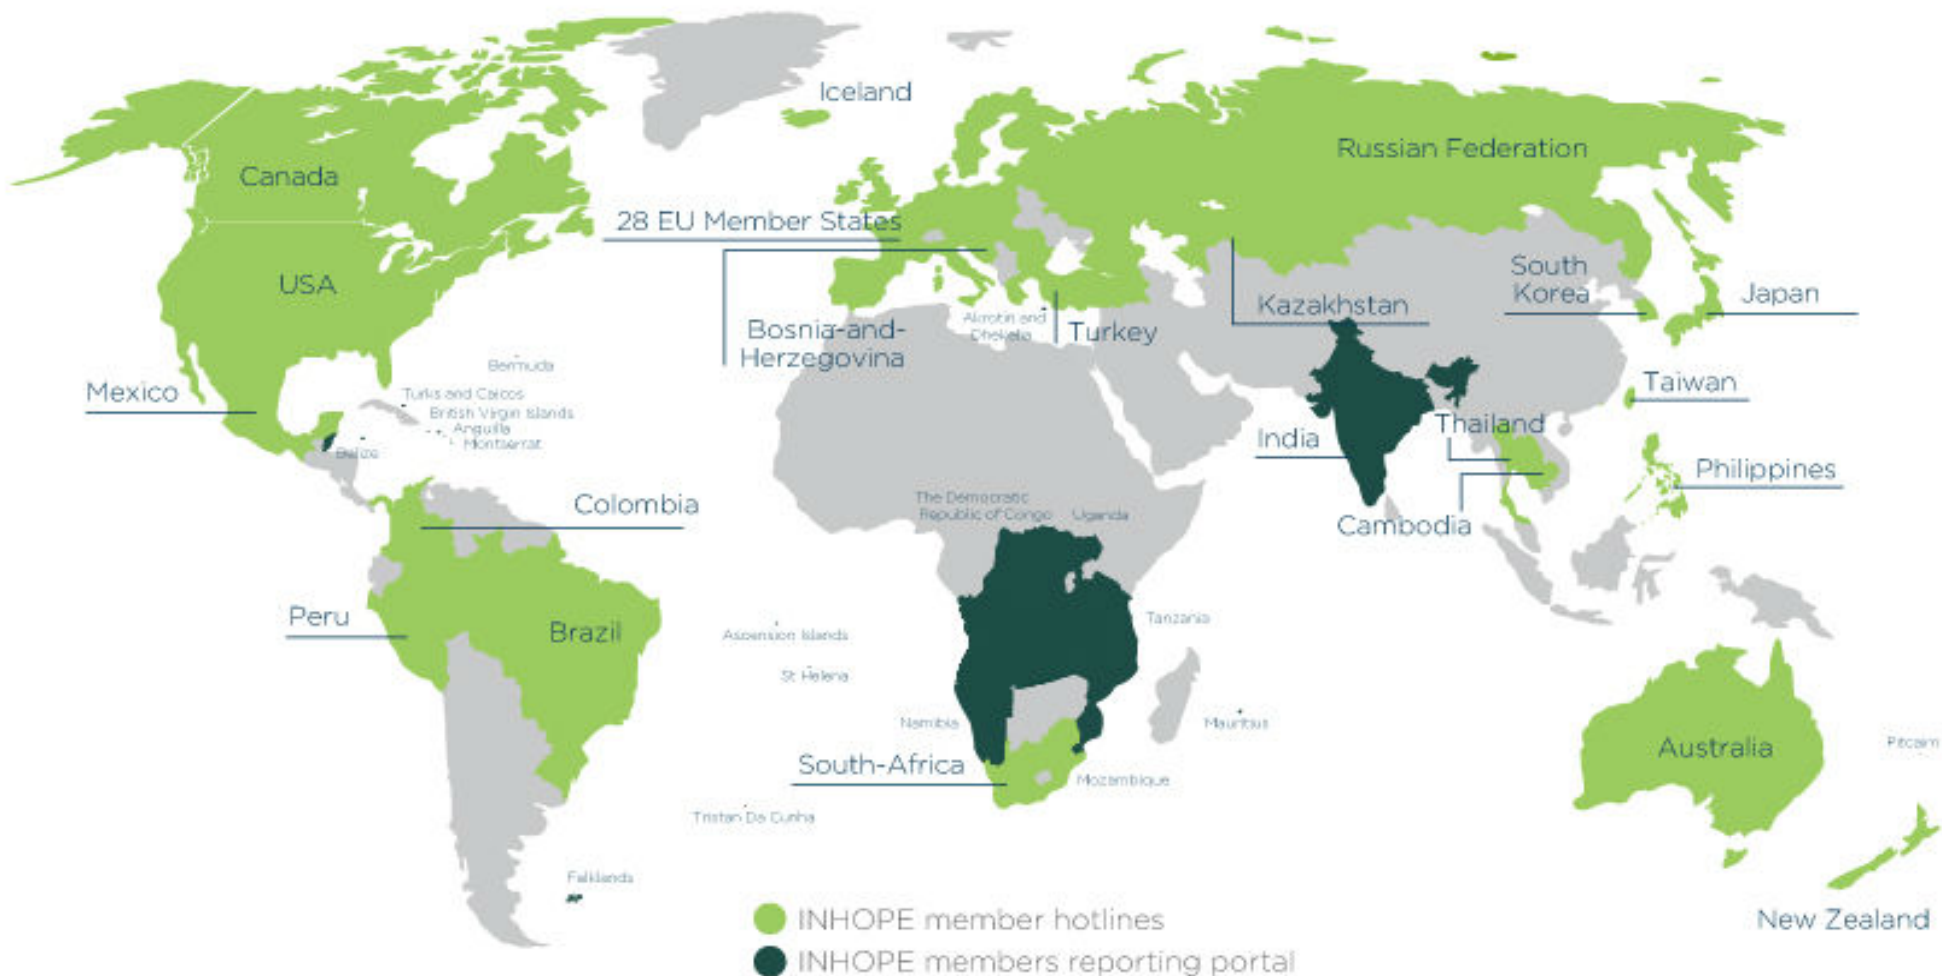 Iceland
Russian Federation
Canada
28 EU Member States
USA
South
Korea
Japan
Kazakhstan
Akrotiri and
Dhekelia
Turkey
Bosnia-and-
Herzegovina
Bermuda
Mexico
Turks and Caicos
British Virgin Islands
Anguilla
Montserrat
Belize
Taiwan
Thailand
India
Philippines
Cambodia
Colombia
The Democratic
Republic of Congo
Uganda
Peru
Brazil
Ascension Islands
Tanzania
St Helena
Namibia
Mauritius
Australia
Pitcairn
South-Africa
Mozambique
Tristan Da Cunha
Falklands
New Zealand
INHOPE member hotlines
INHOPE members reporting portal